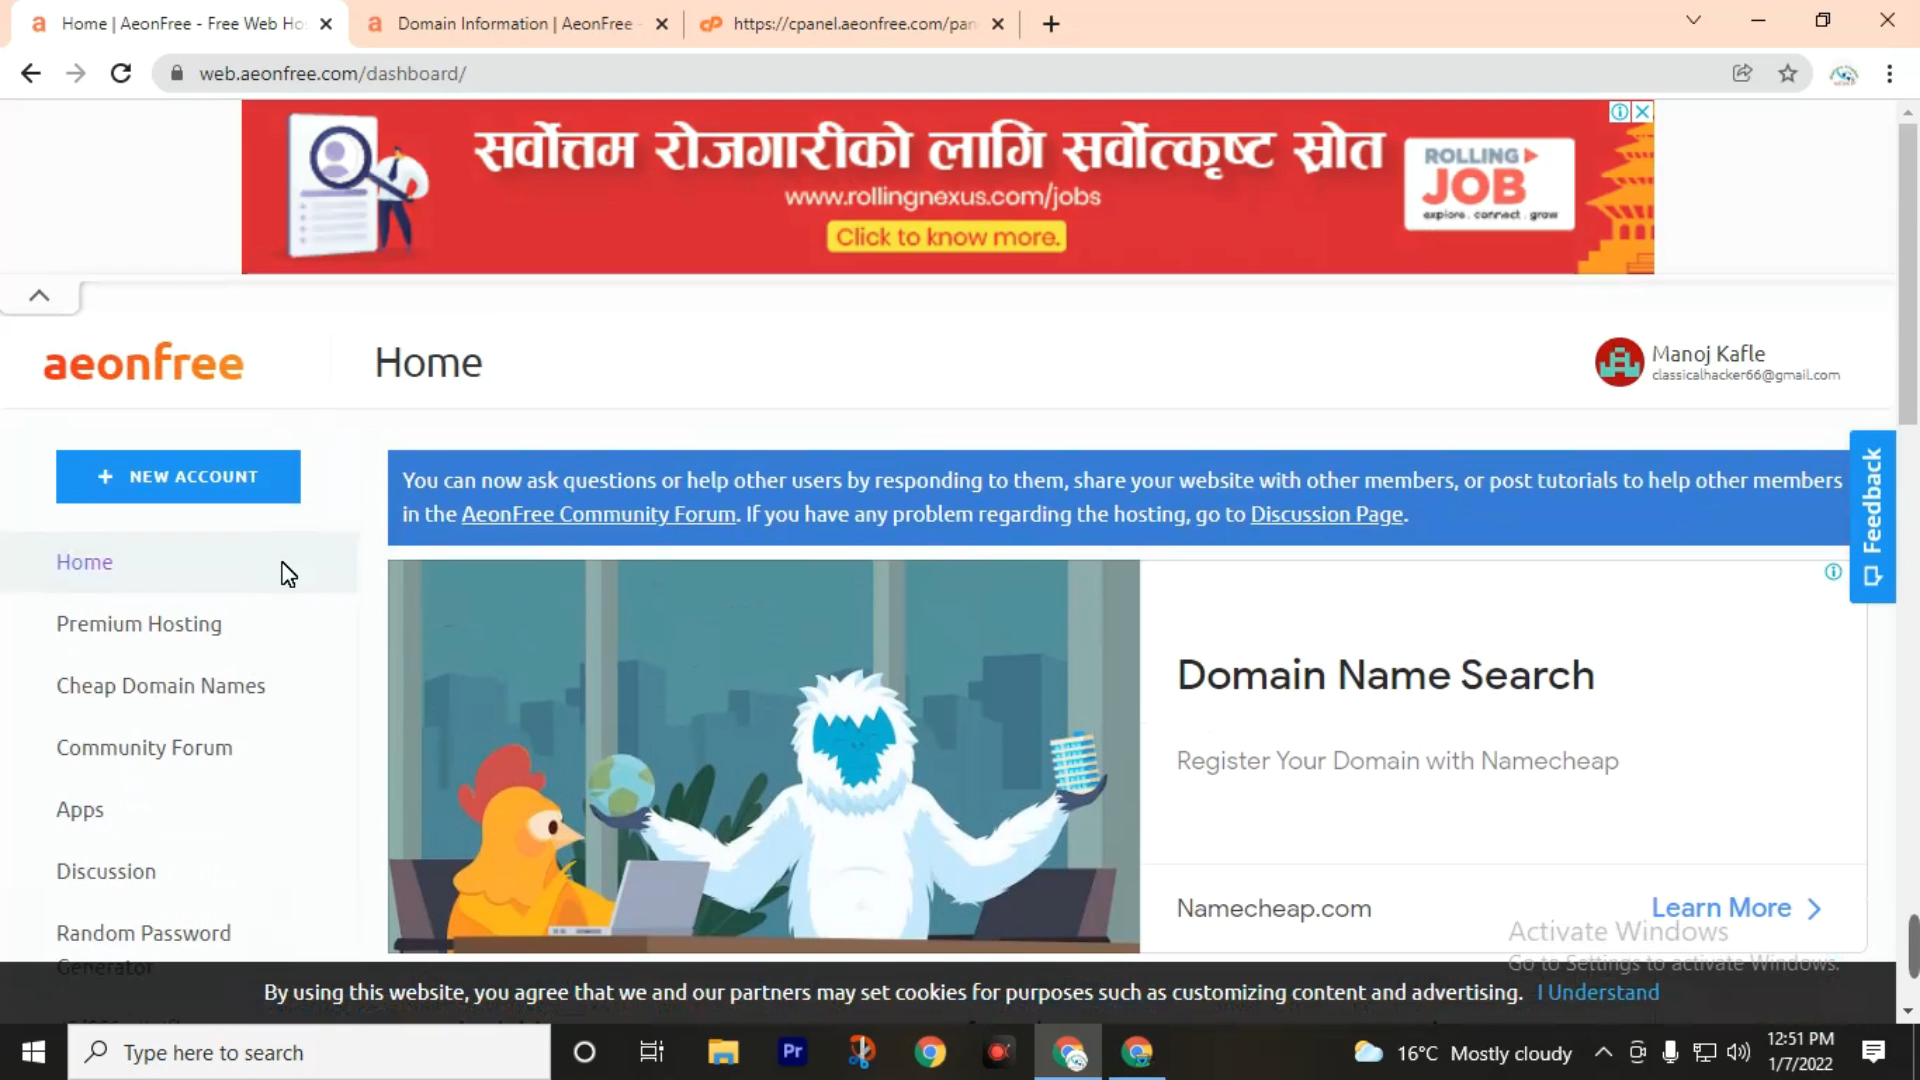 Home | AeonFree - Free Web Ho
Domain Information | AeonFree
https://cpanel.aeonfree.com/pan
web.aeonfree.com/dashboard/
सर्वोत्तम रोजगारीको लागि सर्वोत्कृष्ट स्रोत
www.rollingnexus.com/jobs
Click to know more.
ROLLING
JOB
explore . connect . grow
aeonfree
Home
Manoj Kafle
classicalhacker66@gmail.com
+ NEW ACCOUNT
Home
Premium Hosting
Cheap Domain Names
Community Forum
Apps
Discussion
Random Password
Generator
You can now ask questions or help other users by responding to them, share your website with other members, or post tutorials to help other members
in the AeonFree Community Forum. If you have any problem regarding the hosting, go to Discussion Page.
Feedback
Domain Name Search
Register Your Domain with Namecheap
Namecheap.com
Learn More
Activate Windows
Go to Settings to activate Windows.
By using this website, you agree that we and our partners may set cookies for purposes such as customizing content and advertising. I Understand
Type here to search
Pr
16°C Mostly cloudy
12:51 PM
1/7/2022